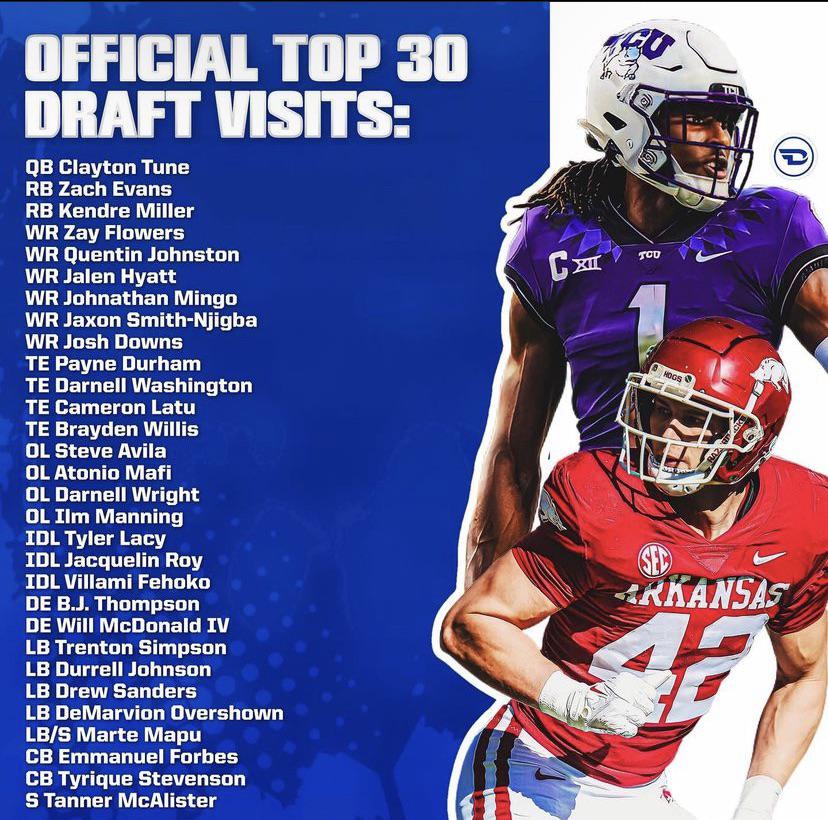 OFFICIAL TOP 30
DRAFT VISITS:
QB Clayton Tune
RB Zach Evans
RB Kendre Miller
WR Zay Flowers
WR Quentin Johnston
WR Jalen Hyatt
WR Johnathan Mingo
WR Jaxon Smith-Njigba
WR Josh Downs
TE Payne Durham
TE Darnell Washington
TE Cameron Latu
TE Brayden Willis
OL Steve Avila
OL Atonio Mafi
OL Darnell Wright
OL Ilm Manning
IDL Tyler Lacy
IDL Jacquelin Roy
IDL Villami Fehoko
DE B.J. Thompson
DE Will McDonald IV
LB Trenton Simpson
LB Durrell Johnson
LB Drew Sanders
LB DeMarvion Overshown
LB/S Marte Mapu
CB Emmanuel Forbes
CB Tyrique Stevenson
S Tanner McAlister
TCU
TCU
D
C XII
TCU
1
HOGS
SEC
ARKANSAS
42